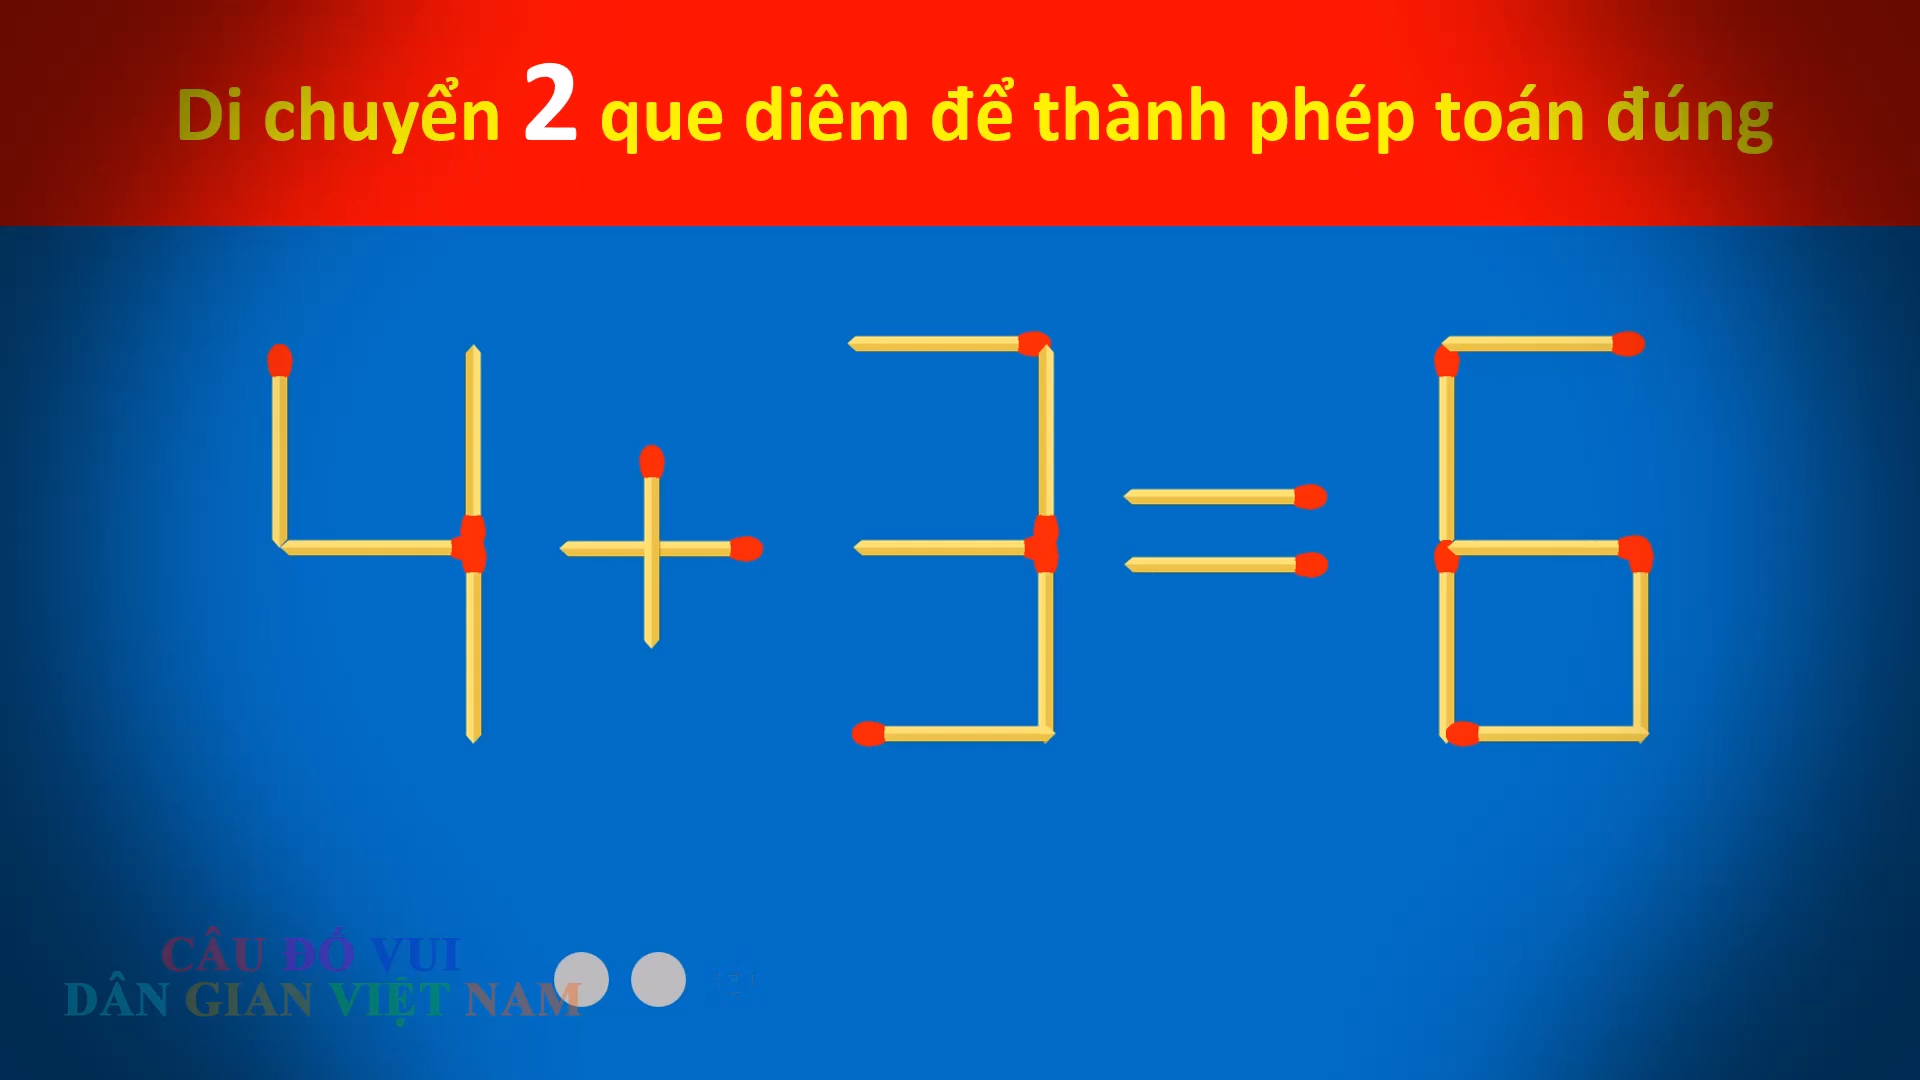 Di chuyển 2 que diêm để thành phép toán đúng
4 + 3 = 6
CÂU ĐỐ VUI
DÂN GIAN VIỆT NAM